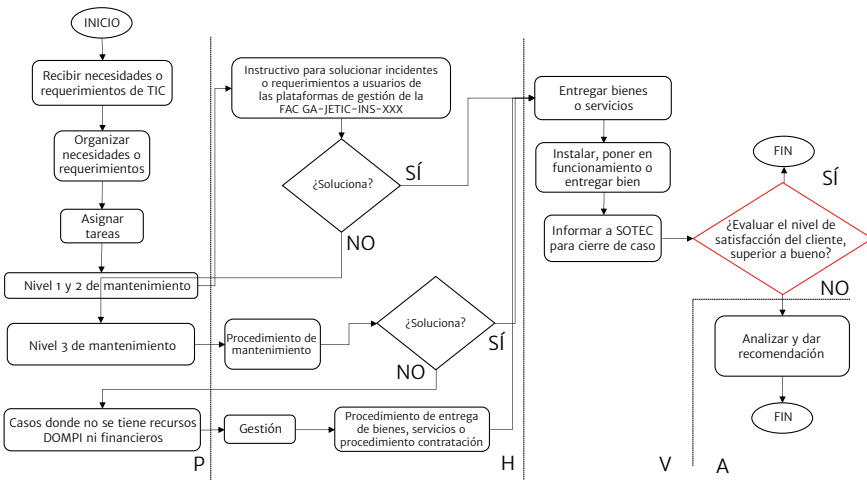 INICIO
Recibir necesidades o
requerimientos de TIC
Organizar
necesidades o
requerimientos
Asignar
tareas
Nivel 1 y 2 de mantenimiento
Nivel 3 de mantenimiento
Casos donde no se tiene recursos
DOMPI ni financieros
P
Instructivo para solucionar incidentes
o requerimientos a usuarios de
las plataformas de gestión de la
FAC GA-JETIC-INS-XXX
¿Soluciona?
SÍ
NO
Procedimiento de
mantenimiento
¿Soluciona?
SÍ
NO
Gestión
Procedimiento de entrega
de bienes, servicios o
procedimiento contratación
H
Entregar bienes
o servicios
Instalar, poner en
funcionamiento o
entregar bien
Informar a SOTEC
para cierre de caso
V
FIN
SÍ
¿Evaluar el nivel de
satisfacción del cliente,
superior a bueno?
NO
Analizar y dar
recomendación
FIN
A